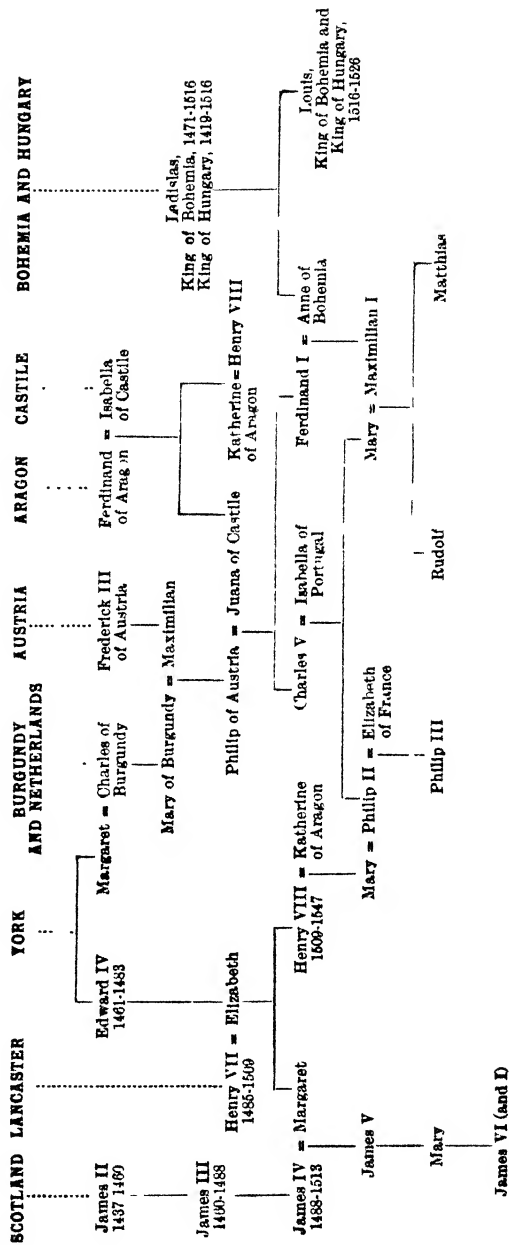 SCOTLAND LANCASTER YORK BURGUNDY AUSTRIA ARAGON CASTILE BOHEMIA AND HUNGARY
AND NETHERLANDS
James II
1437 1460
Edward IV
1461-1483
Margaret = Charles of
Burgundy
Frederick III
of Austria
Ferdinand = Isabella
of Aragon of Castile
Ladislas,
King of Bohemia, 1471-1516
King of Hungary, 1419-1516
James III
1460-1488
Henry VII = Elizabeth
1485-1509
Mary of Burgundy = Maximilian
Philip of Austria = Juana of Castile
Katherine = Henry VIII
of Aragon
James IV = Margaret
1488-1513
Henry VIII = Katherine
1509-1547 of Aragon
Charles V = Isabella of
Portugal
Ferdinand I = Anne of
Bohemia
Louis,
King of Bohemia and
King of Hungary,
1516-1526
James V
Mary = Philip II = Elizabeth
of France
Mary = Maximilian I
Mary
Philip III
Rudolf
Matthias
James VI (and I)